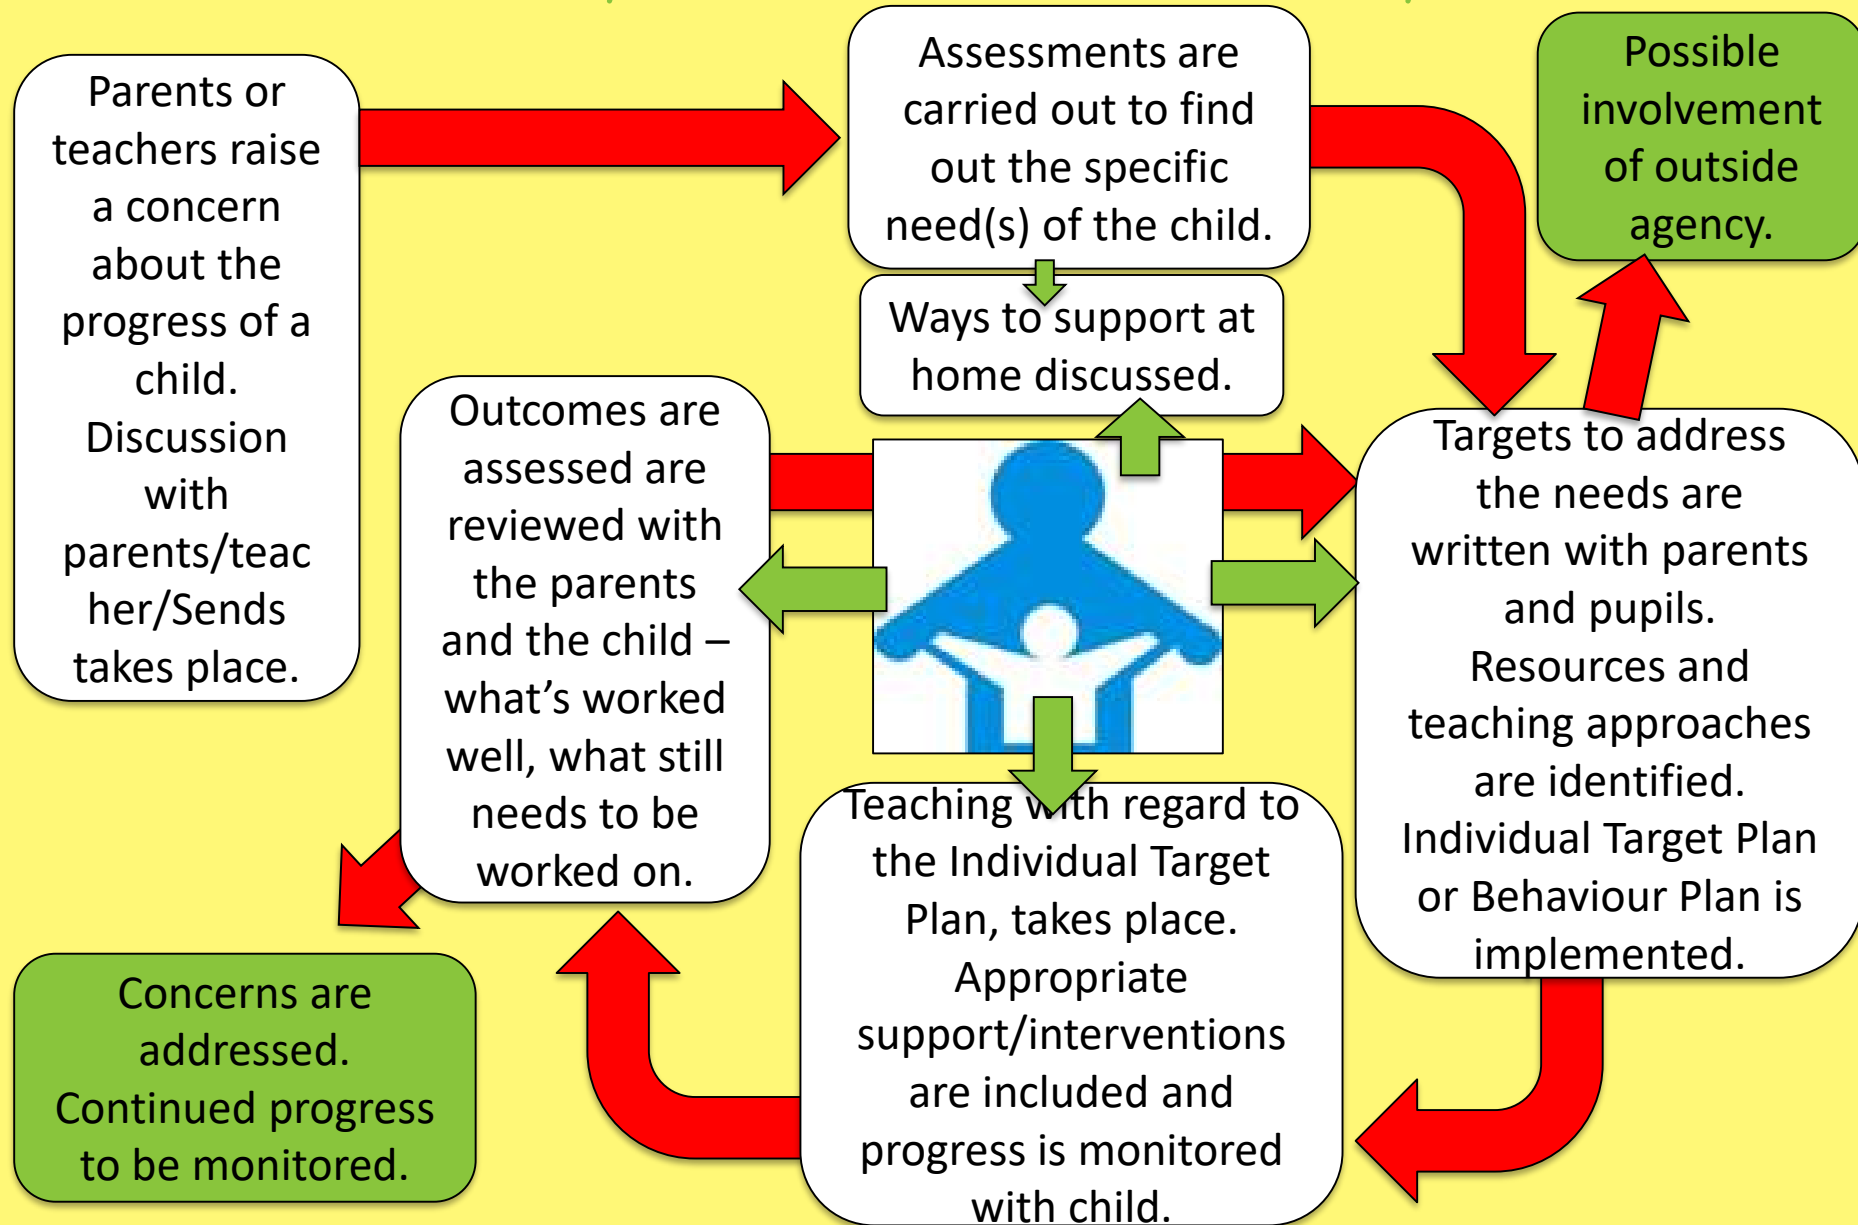 Parents or
teachers raise
a concern
about the
progress of a
child.
Discussion
with
parents/teac
her/Sends
takes place.
Assessments are
carried out to find
out the specific
need(s) of the child.
Ways to support at
home discussed.
Possible
involvement
of outside
agency.
Targets to address
the needs are
written with parents
and pupils.
Resources and
teaching approaches
are identified.
Individual Target Plan
or Behaviour Plan is
implemented.
Teaching with regard to
the Individual Target
Plan, takes place.
Appropriate
support/interventions
are included and
progress is monitored
with child.
Outcomes are
assessed are
reviewed with
the parents
and the child –
what’s worked
well, what still
needs to be
worked on.
Concerns are
addressed.
Continued progress
to be monitored.